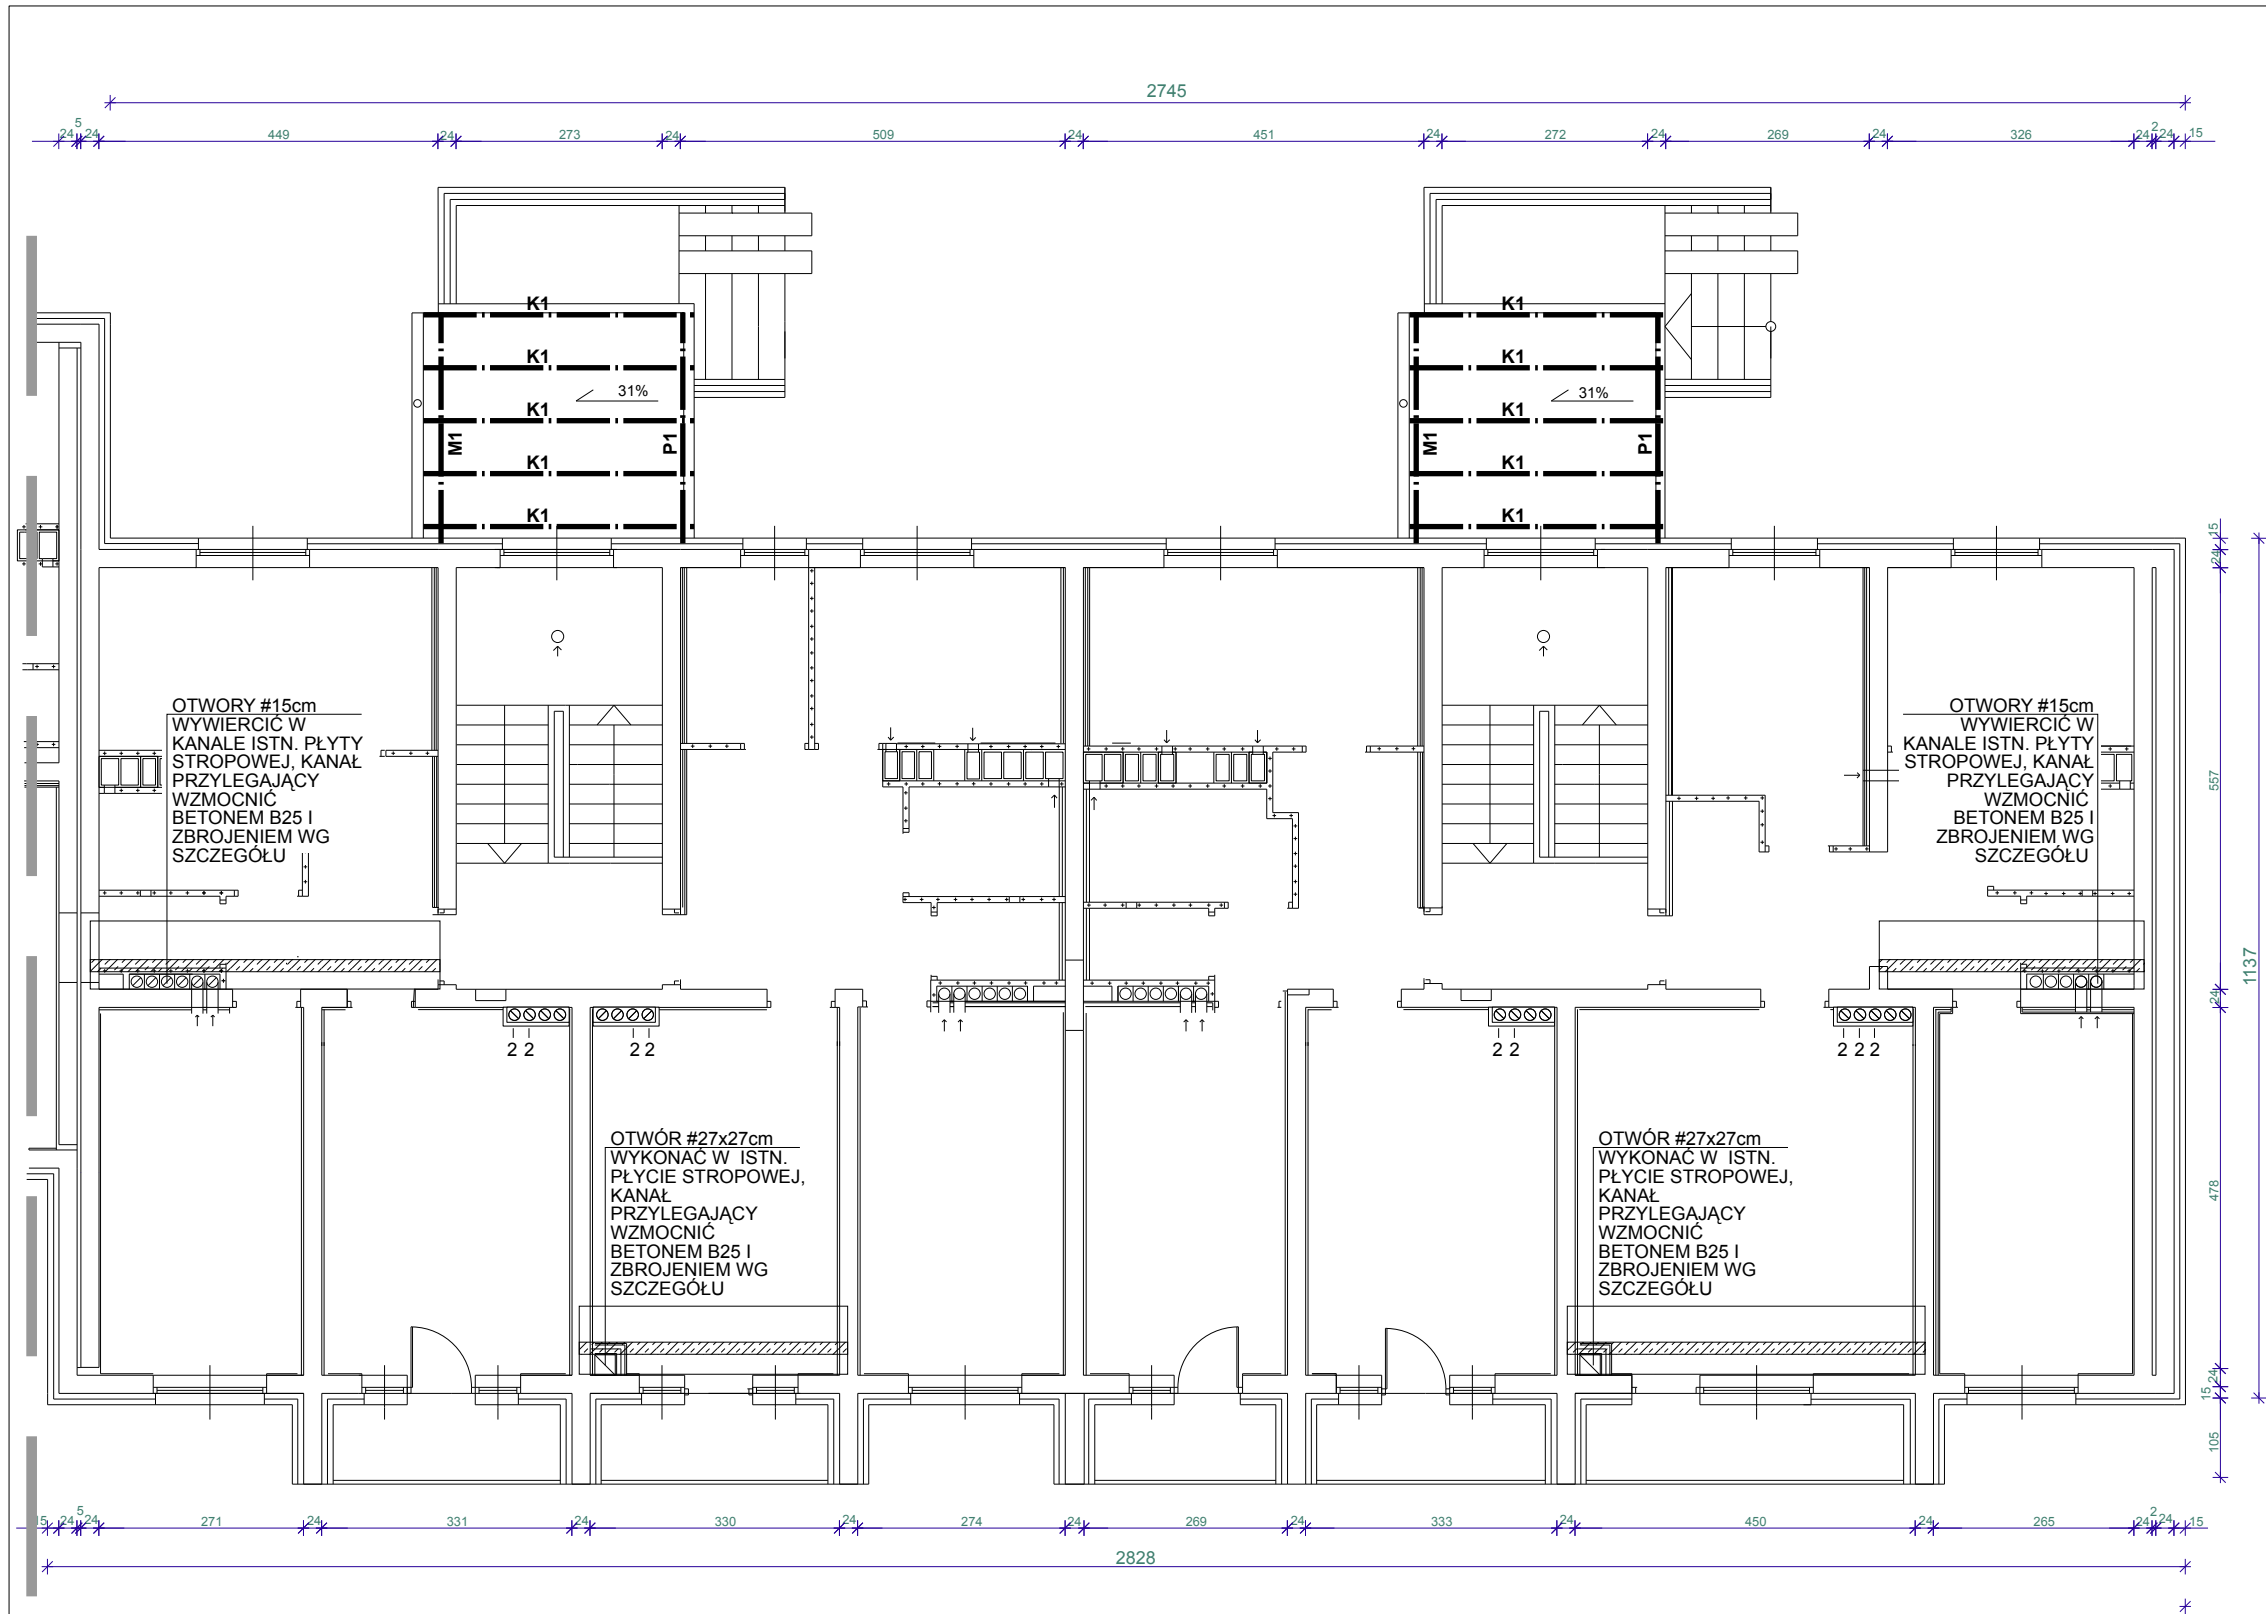 2745
24 5 24 449 24 273 24 509 24 451 24 272 24 269 24 326 24 2 24 15
K1 K1
K1 K1
31% 31%
K1 K1
M1 P1 M1 P1
K1 K1
K1 K1
15
24
557
24
1137
478
24
15
105
OTWORY #15cm
WYWIERCIĆ W
KANALE ISTN. PŁYTY
STROPOWEJ, KANAŁ
PRZYLEGAJĄCY
WZMOCNIĆ
BETONEM B25 I
ZBROJENIEM WG
SZCZEGÓŁU
OTWORY #15cm
WYWIERCIĆ W
KANALE ISTN. PŁYTY
STROPOWEJ, KANAŁ
PRZYLEGAJĄCY
WZMOCNIĆ
BETONEM B25 I
ZBROJENIEM WG
SZCZEGÓŁU
2 2 2 2 2 2 2 2 2
OTWÓR #27x27cm
WYKONAĆ W ISTN.
PŁYCIE STROPOWEJ,
KANAŁ
PRZYLEGAJĄCY
WZMOCNIĆ
BETONEM B25 I
ZBROJENIEM WG
SZCZEGÓŁU
OTWÓR #27x27cm
WYKONAĆ W ISTN.
PŁYCIE STROPOWEJ,
KANAŁ
PRZYLEGAJĄCY
WZMOCNIĆ
BETONEM B25 I
ZBROJENIEM WG
SZCZEGÓŁU
15 24 5 24 271 24 331 24 330 24 274 24 269 24 333 24 450 24 265 24 2 24 15
2828